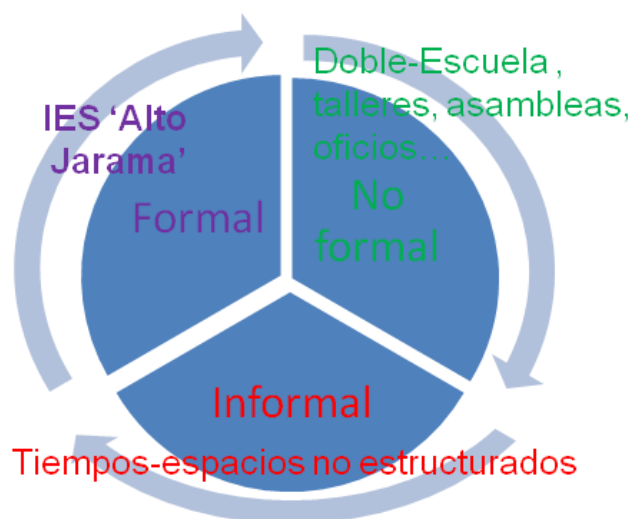 IES ‘Alto
Jarama’
Formal
Doble-Escuela ,
talleres, asambleas,
oficios...
No
formal
Informal
Tiempos-espacios no estructurados